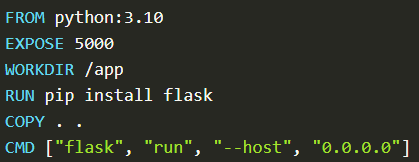 FROM python:3.10
EXPOSE 5000
WORKDIR /app
RUN pip install flask
COPY . .
CMD ["flask", "run", "--host", "0.0.0.0"]